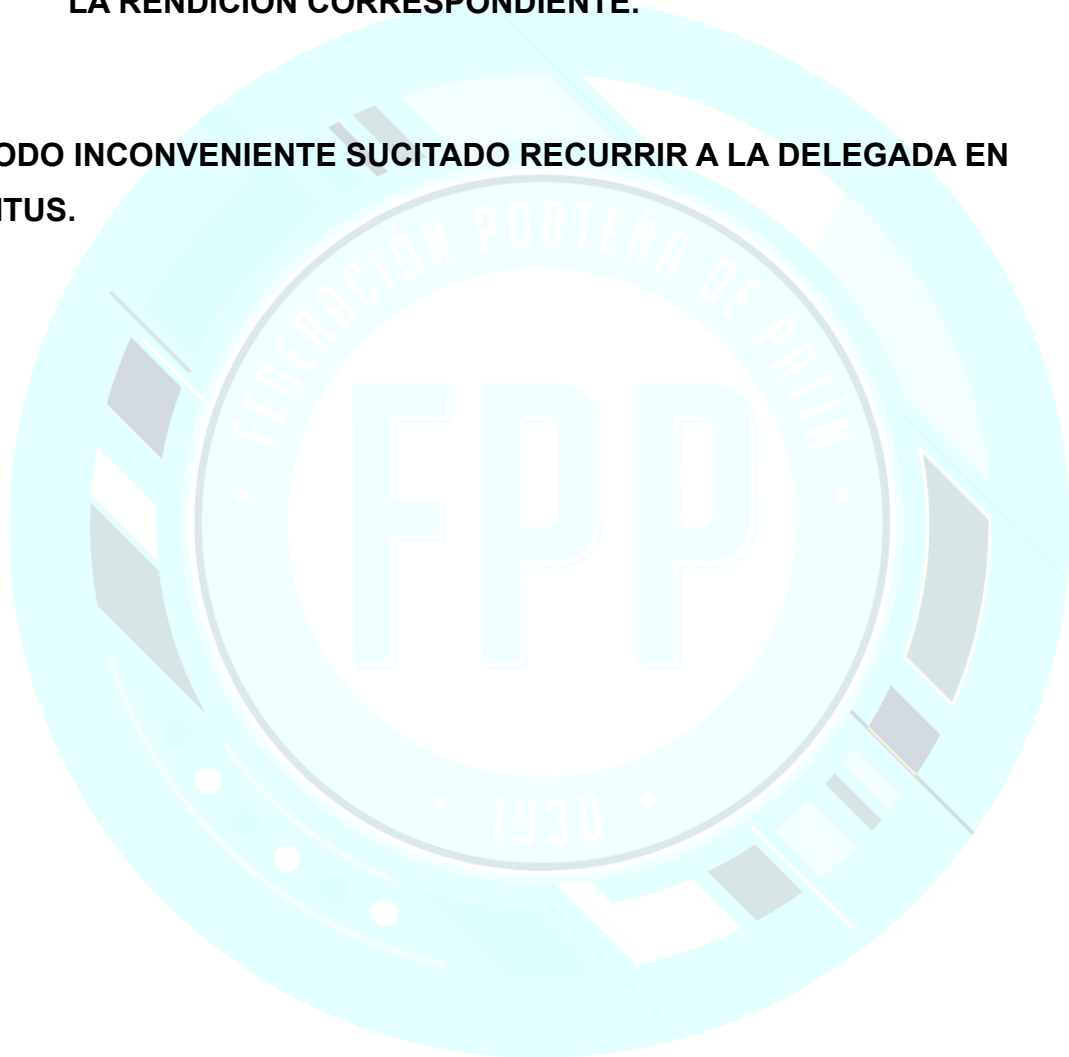 LA RENDICION CORRESPONDIENTE.
ODO INCONVENIENTE SUCITADO RECURRIR A LA DELEGADA EN
ITUS.
FEDERACIÓN PORTEÑA DE PATÍN
FPP
1930